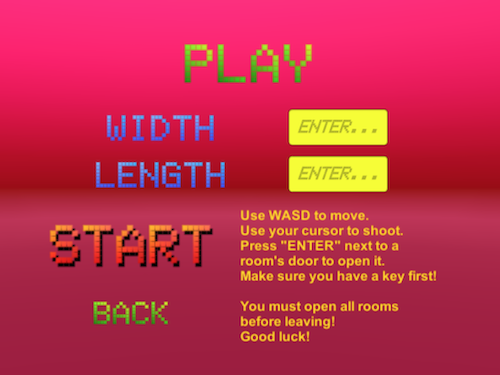 PLAY
WIDTH
ENTER...
LENGTH
ENTER...
START
Use WASD to move.
Use your cursor to shoot.
Press "ENTER" next to a
room's door to open it.
Make sure you have a key first!
BACK
You must open all rooms
before leaving!
Good luck!